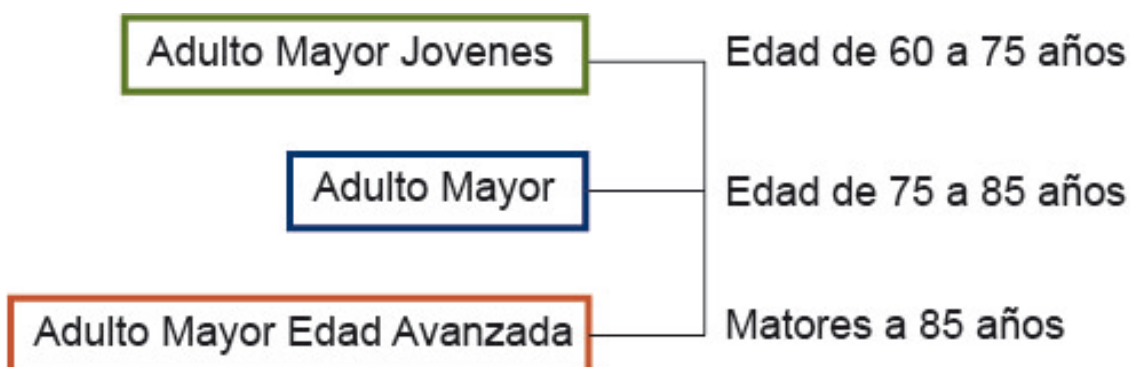 Adulto Mayor Jovenes
Edad de 60 a 75 años
Adulto Mayor
Edad de 75 a 85 años
Adulto Mayor Edad Avanzada
Matores a 85 años